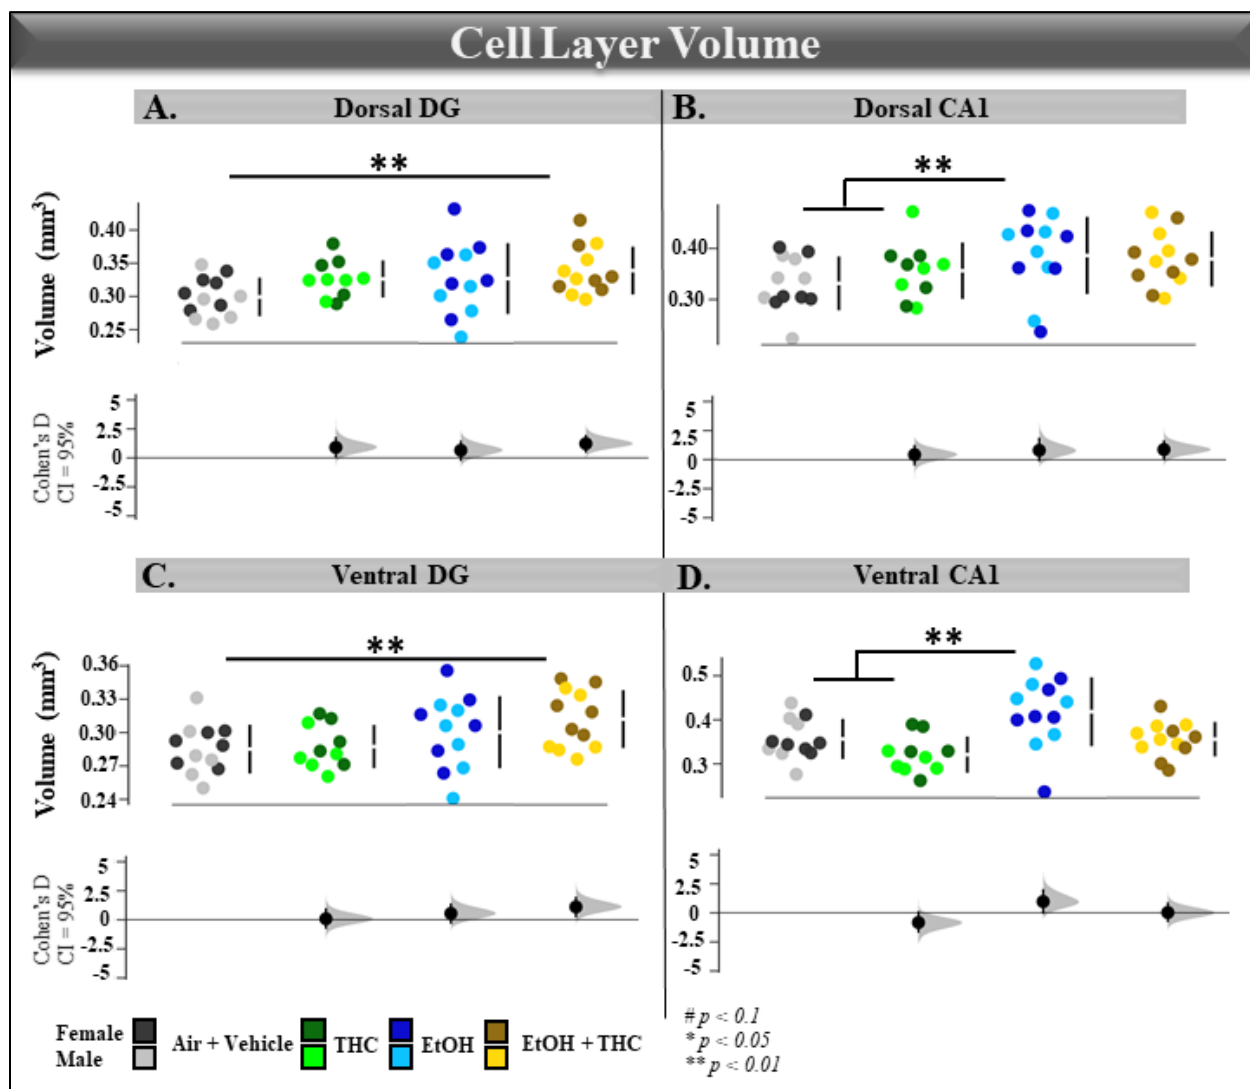 Cell Layer Volume
A. Dorsal DG
**
Volume (mm³)
0.40
0.35
0.30
0.25
Cohen's D
CI = 95%
5
2.5
0
-2.5
-5
B. Dorsal CA1
**
0.40
0.30
5
2.5
0
-2.5
-5
C. Ventral DG
**
Volume (mm³)
0.36
0.33
0.30
0.27
0.24
Cohen's D
CI = 95%
5
2.5
0
-2.5
-5
D. Ventral CA1
**
0.5
0.4
0.3
5
2.5
0
-2.5
-5
Female
Male
Air + Vehicle
THC
EtOH
EtOH + THC
# p < 0.1
* p < 0.05
** p < 0.01